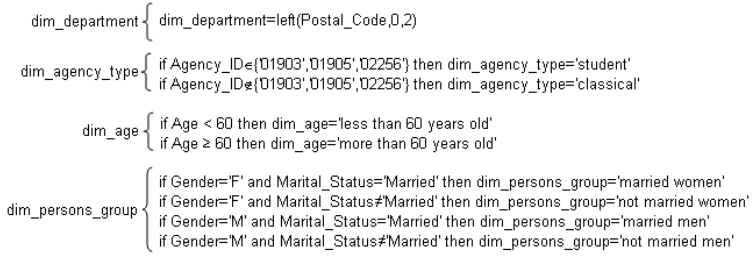 dim_department { dim_department=left(Postal_Code,0,2)
dim_agency_type { if Agency_ID∈{'01903','01905','02256'} then dim_agency_type='student'
if Agency_ID∉{'01903','01905','02256'} then dim_agency_type='classical'
dim_age { if Age < 60 then dim_age='less than 60 years old'
if Age ≥ 60 then dim_age='more than 60 years old'
dim_persons_group { if Gender='F' and Marital_Status='Married' then dim_persons_group='married women'
if Gender='F' and Marital_Status≠'Married' then dim_persons_group='not married women'
if Gender='M' and Marital_Status='Married' then dim_persons_group='married men'
if Gender='M' and Marital_Status≠'Married' then dim_persons_group='not married men'